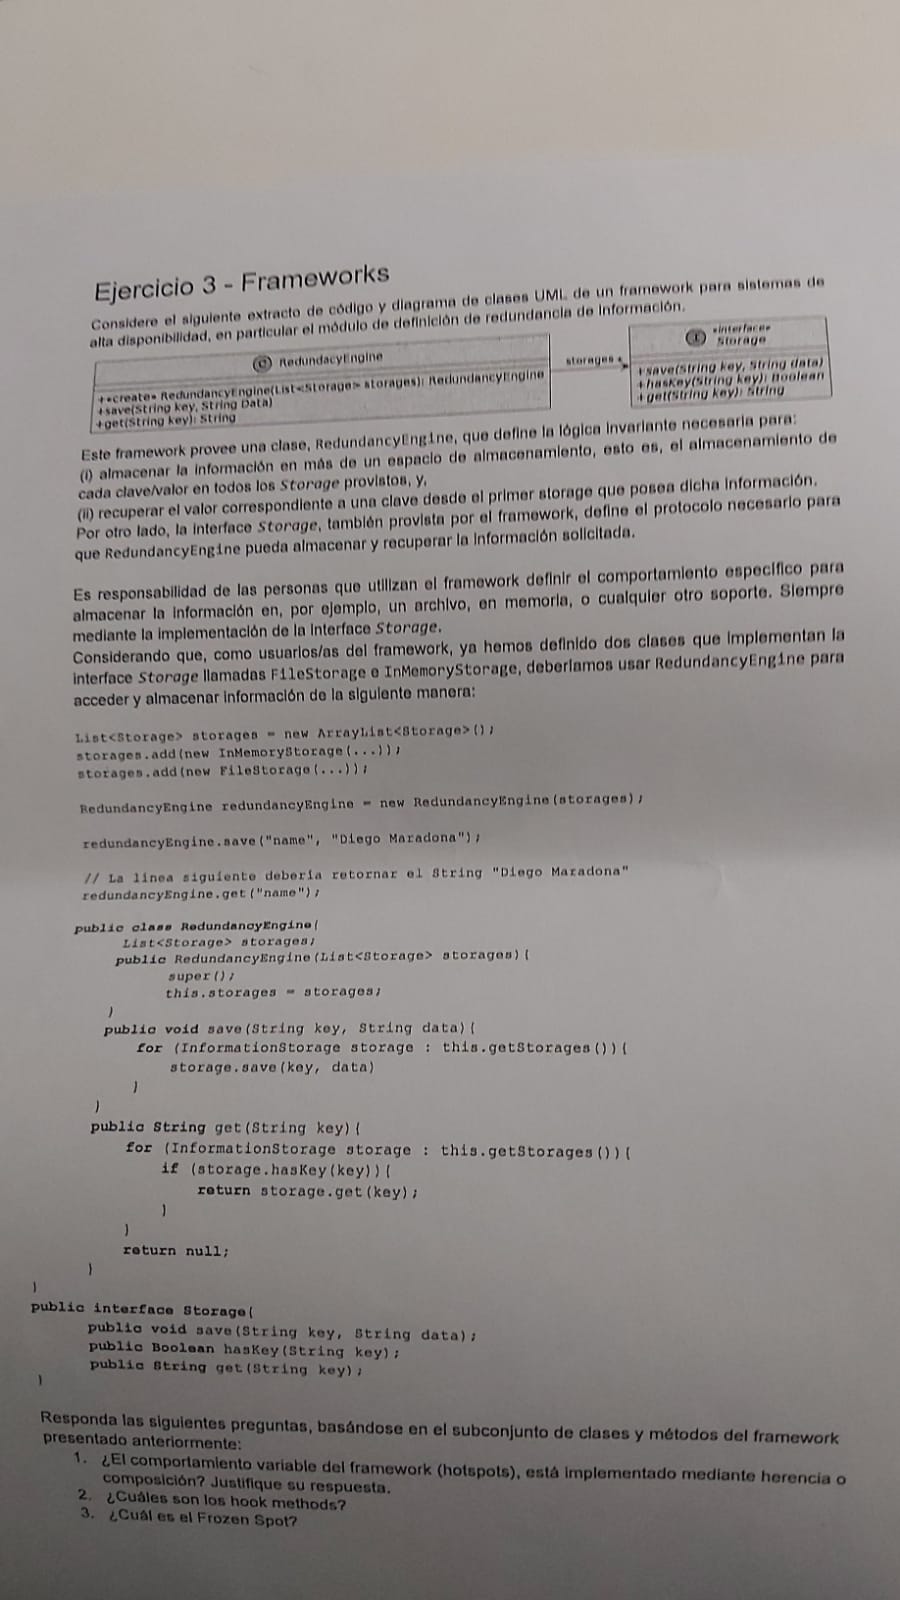 Ejercicio 3 - Frameworks
Considere el siguiente extracto de código y diagrama de clases UML de un framework para sistemas de
alta disponibilidad, en particular el módulo de definición de redundancia de información.
C RedundacyEngine
+«create» RedundancyEngine(List<Storage> storages): RedundancyEngine
+save(String key, String Data)
+get(String key): String
storages *
I «interface»
Storage
+save(String key, String data)
+hasKey(String key): Boolean
+get(String key): String
Este framework provee una clase, RedundancyEngine, que define la lógica invariante necesaria para:
(i) almacenar la información en más de un espacio de almacenamiento, esto es, el almacenamiento de
cada clave/valor en todos los Storage provistos, y,
(ii) recuperar el valor correspondiente a una clave desde el primer storage que posea dicha información.
Por otro lado, la interface Storage, también provista por el framework, define el protocolo necesario para
que RedundancyEngine pueda almacenar y recuperar la información solicitada.
Es responsabilidad de las personas que utilizan el framework definir el comportamiento específico para
almacenar la información en, por ejemplo, un archivo, en memoria, o cualquier otro soporte. Siempre
mediante la implementación de la interface Storage.
Considerando que, como usuarios/as del framework, ya hemos definido dos clases que implementan la
interface Storage llamadas FileStorage e InMemoryStorage, deberíamos usar RedundancyEngine para
acceder y almacenar información de la siguiente manera:
List<Storage> storages = new ArrayList<Storage>();
storages.add(new InMemoryStorage(...));
storages.add(new FileStorage(...));
RedundancyEngine redundancyEngine = new RedundancyEngine(storages);
redundancyEngine.save("name", "Diego Maradona");
// La línea siguiente debería retornar el String "Diego Maradona"
redundancyEngine.get("name");
public class RedundancyEngine{
List<Storage> storages;
public RedundancyEngine(List<Storage> storages){
super();
this.storages = storages;
}
public void save(String key, String data){
for (InformationStorage storage : this.getStorages()){
storage.save(key, data)
}
}
public String get(String key){
for (InformationStorage storage : this.getStorages()){
if (storage.hasKey(key)){
return storage.get(key);
}
}
return null;
}
}
public interface Storage{
public void save(String key, String data);
public Boolean hasKey(String key);
public String get(String key);
}
Responda las siguientes preguntas, basándose en el subconjunto de clases y métodos del framework
presentado anteriormente:
1. ¿El comportamiento variable del framework (hotspots), está implementado mediante herencia o
composición? Justifique su respuesta.
2. ¿Cuáles son los hook methods?
3. ¿Cuál es el Frozen Spot?